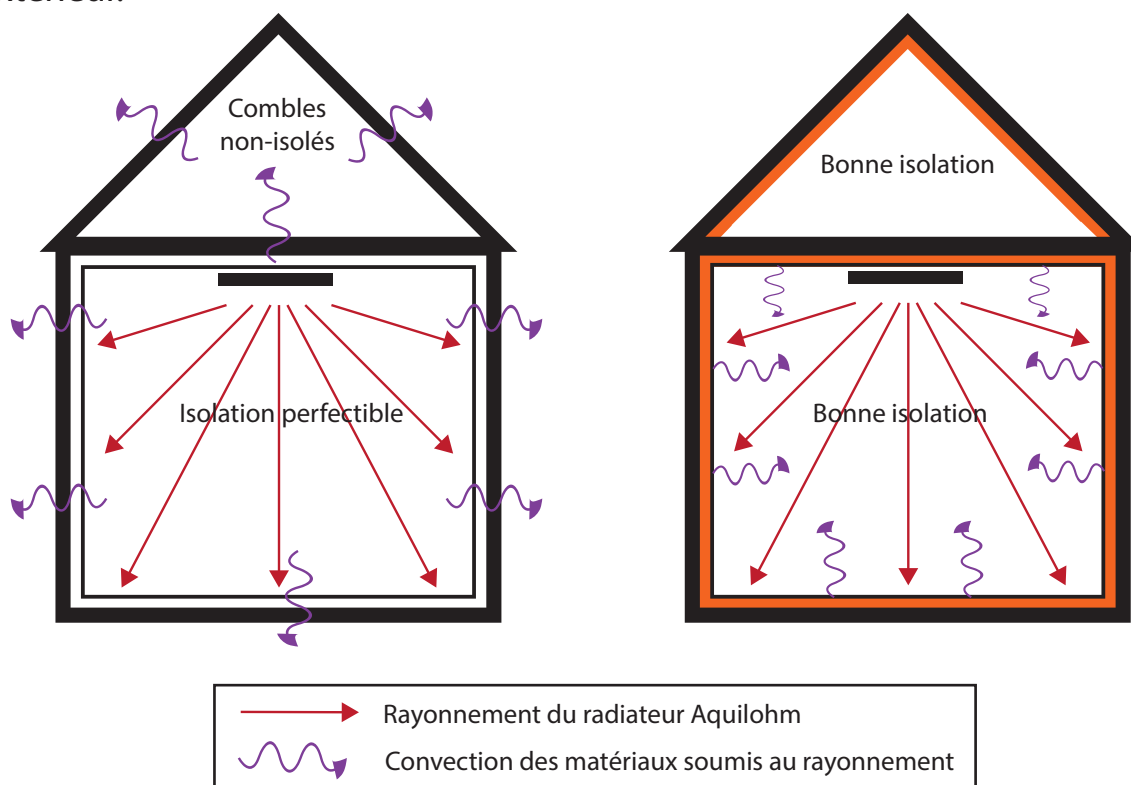 Combles
non-isolés
Bonne isolation
Isolation perfectible
Bonne isolation
Rayonnement du radiateur Aquilohm
Convection des matériaux soumis au rayonnement